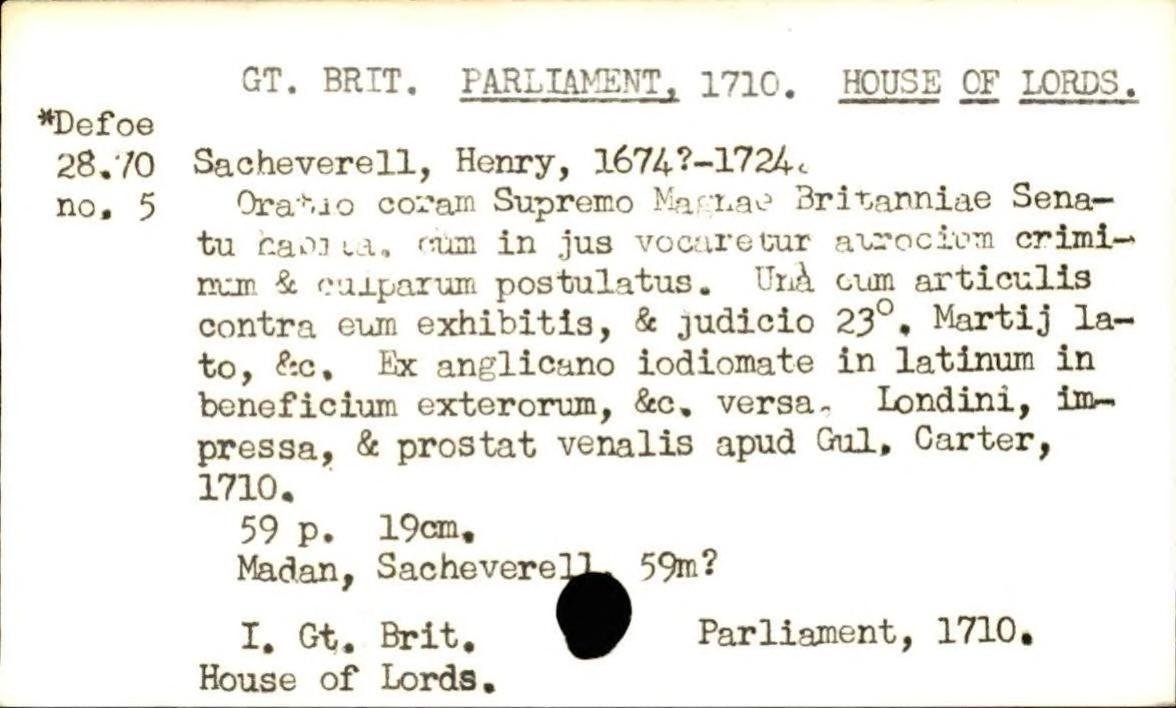 GT. BRIT. PARLIAMENT, 1710. HOUSE OF LORDS.
*Defoe
28.70 Sacheverell, Henry, 1674?-1724.
no. 5 Oratio coram Supremo Magnae Britanniae Sena-
tu habita, cum in jus vocaretur atrociem crimi-
num & culparum postulatus. Unà cum articulis
contra eum exhibitis, & judicio 23°. Martij la-
to, &c. Ex anglicano iodiomate in latinum in
beneficium exterorum, &c. versa. Londini, im-
pressa, & prostat venalis apud Gul. Carter,
1710.
59 p. 19cm.
Madan, Sacheverell, 59m?
I. Gt. Brit. Parliament, 1710.
House of Lords.